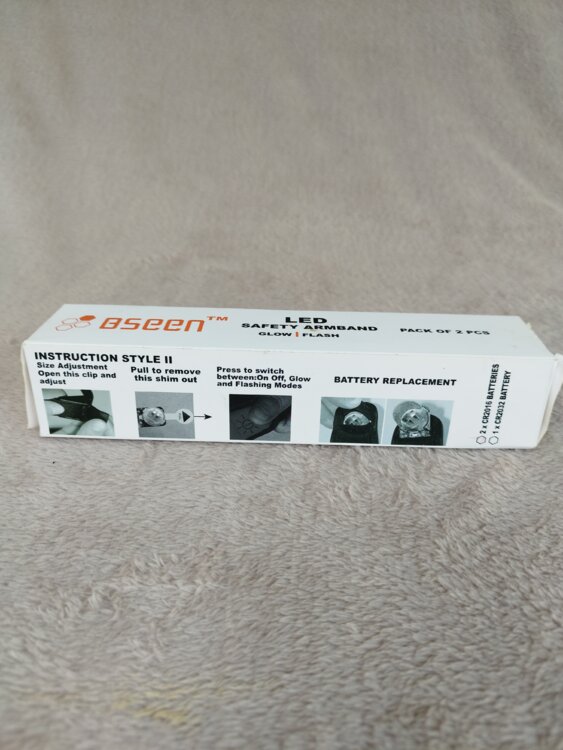 Bseen™
LED
SAFETY ARMBAND
GLOW | FLASH
PACK OF 2 PCS
INSTRUCTION STYLE II
Size Adjustment
Open this clip and
adjust
Pull to remove
this shim out
Press to switch
between:On Off, Glow
and Flashing Modes
BATTERY REPLACEMENT
2 x CR2016 BATTERIES
1 x CR2032 BATTERY